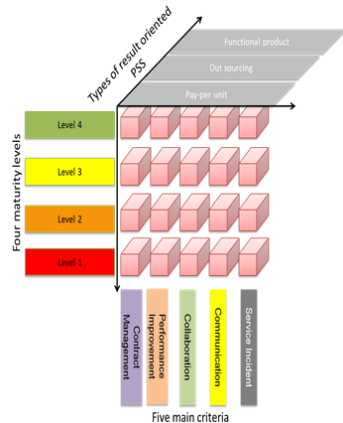 Types of result oriented
PSS
Functional product
Out sourcing
Pay-per unit
Four maturity levels
Level 4
Level 3
Level 2
Level 1
Contract
Management
Performance
Improvement
Collaboration
Communication
Service Incident
Five main criteria